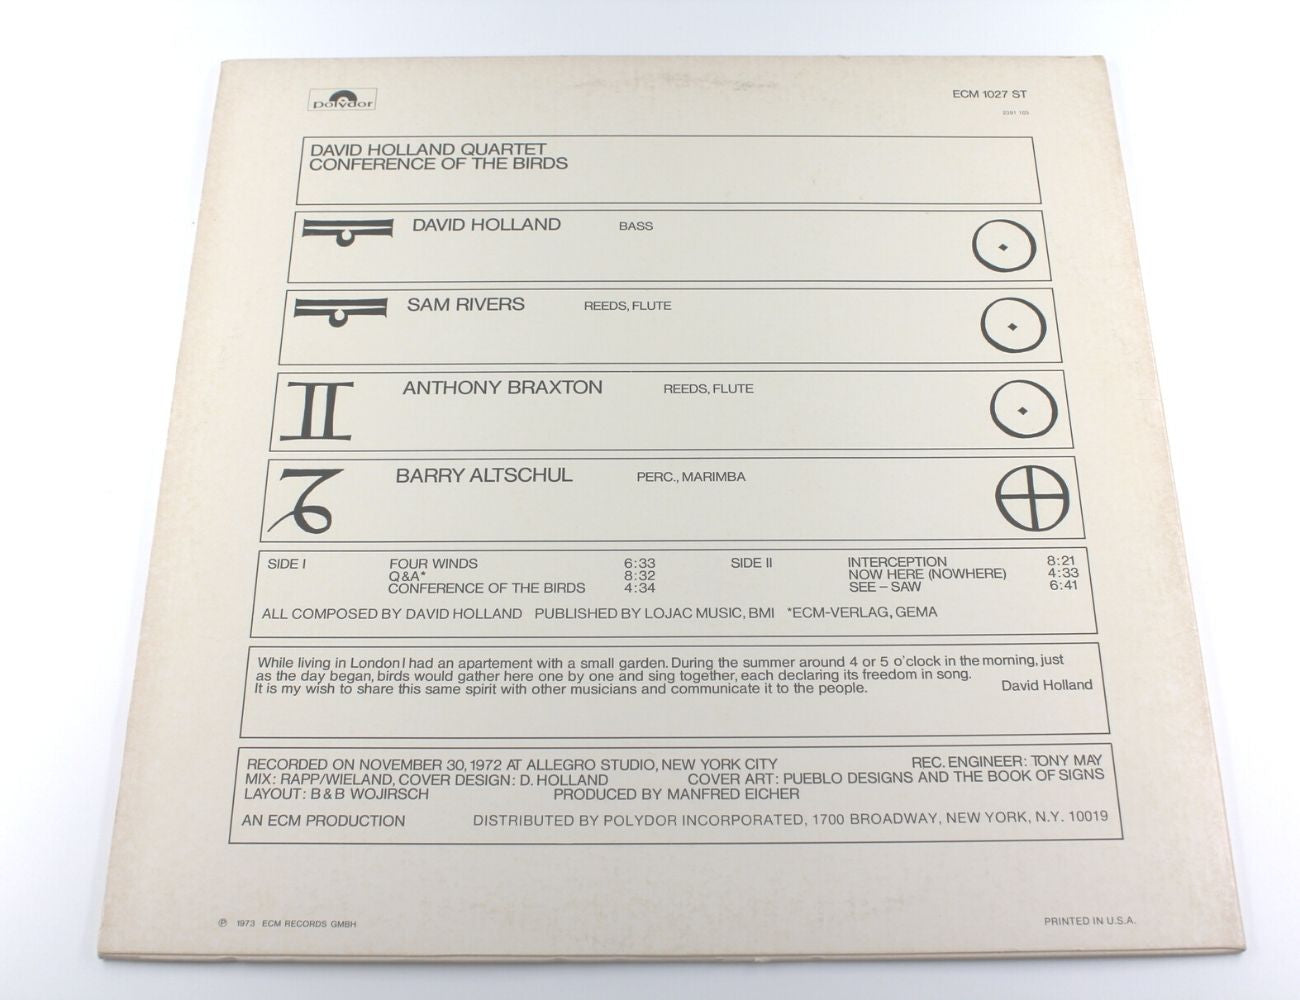 polydor
ECM 1027 ST
2391 103
DAVID HOLLAND QUARTET
CONFERENCE OF THE BIRDS
DAVID HOLLAND BASS
SAM RIVERS REEDS, FLUTE
ANTHONY BRAXTON REEDS, FLUTE
BARRY ALTSCHUL PERC., MARIMBA
SIDE I FOUR WINDS 6:33 SIDE II INTERCEPTION 8:21
Q&A* 8:32 NOW HERE (NOWHERE) 4:33
CONFERENCE OF THE BIRDS 4:34 SEE – SAW 6:41
ALL COMPOSED BY DAVID HOLLAND PUBLISHED BY LOJAC MUSIC, BMI *ECM-VERLAG, GEMA
While living in London I had an apartement with a small garden. During the summer around 4 or 5 o'clock in the morning, just
as the day began, birds would gather here one by one and sing together, each declaring its freedom in song.
It is my wish to share this same spirit with other musicians and communicate it to the people. David Holland
RECORDED ON NOVEMBER 30, 1972 AT ALLEGRO STUDIO, NEW YORK CITY REC. ENGINEER: TONY MAY
MIX: RAPP/WIELAND, COVER DESIGN: D. HOLLAND COVER ART: PUEBLO DESIGNS AND THE BOOK OF SIGNS
LAYOUT: B&B WOJIRSCH PRODUCED BY MANFRED EICHER
AN ECM PRODUCTION DISTRIBUTED BY POLYDOR INCORPORATED, 1700 BROADWAY, NEW YORK, N.Y. 10019
℗ 1973 ECM RECORDS GMBH PRINTED IN U.S.A.